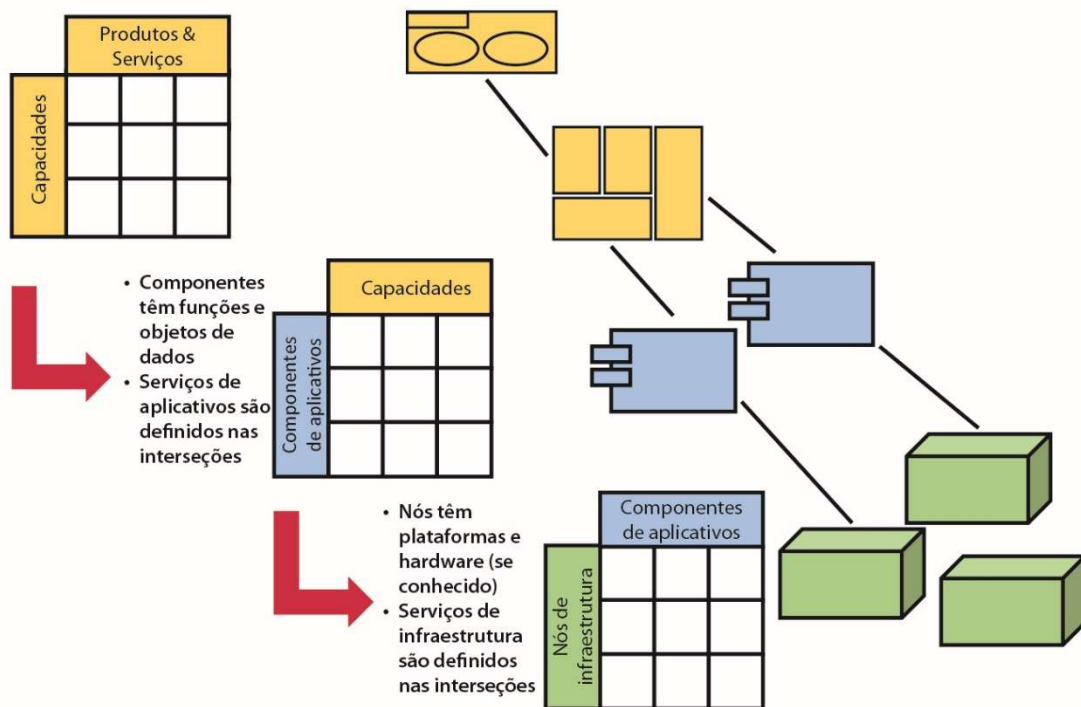 Produtos &
Serviços
Capacidades
• Componentes
têm funções e
objetos de
dados
• Serviços de
aplicativos são
definidos nas
interseções
Capacidades
Componentes
de aplicativos
• Nós têm
plataformas e
hardware (se
conhecido)
• Serviços de
infraestrutura
são definidos
nas interseções
Componentes
de aplicativos
Nós de
infraestrutura